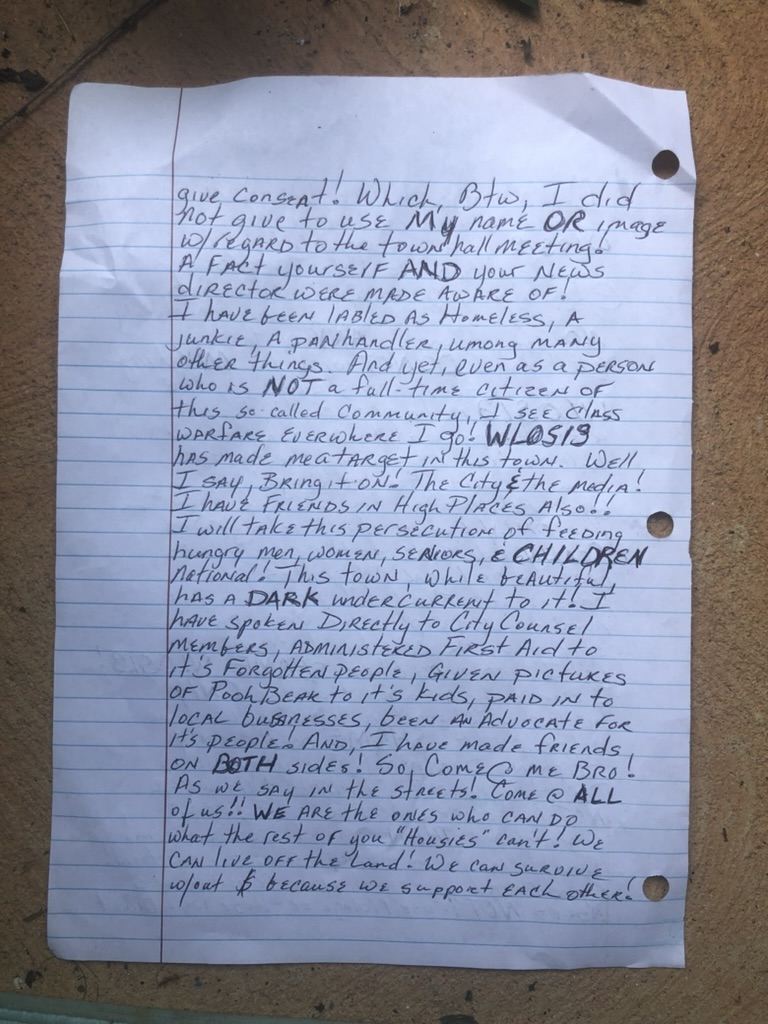 give consent! Which, Btw, I did
not give to use My name OR image
w/regard to the town hall meeting!
A FACT yourself AND your News
director were made aware of!
I have been labled as Homeless, A
junkie, A panhandler, umong many
other things. And yet, even as a person
who is NOT a full-time citizen of
this so-called Community, I see Class
warfare everwhere I go! WLOS13
has made me a target in this town. Well
I say, Bring it on. The City & the media!
I have Friends in High Places Also!!
I will take this persecution of feeding
hungry men, women, seniors, & CHILDREN
National! This town, while beautiful,
has a DARK undercurrent to it! I
have spoken Directly to City Counsel
members, administered First Aid to
it's Forgotten people, Given pictures
of Pooh Bear to it's kids, paid in to
local businesses, been an Advocate for
it's people! And, I have made friends
on BOTH sides! So, Come @ me Bro!
As we say in the streets! Come @ ALL
of us!! WE are the ones who can do
what the rest of you "Housies" can't! We
can live off the land! We can survive
w/out $ because we support each other!